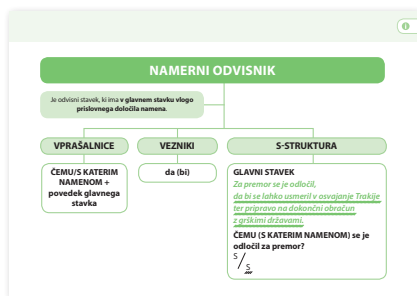 NAMERNI ODVISNIK
Je odvisni stavek, ki ima v glavnem stavku vlogo
prislovnega določila namena.
VPRAŠALNICE
VEZNIKI
S-STRUKTURA
ČEMU/S KATERIM
NAMENOM +
povedek glavnega
stavka
da (bi)
GLAVNI STAVEK
Za premor se je odločil,
da bi se lahko usmeril v osvajanje Trakije
ter pripravo na dokončni obračun
z grškimi državami.
ČEMU (S KATERIM NAMENOM) se je
odločil za premor?
S
/
S